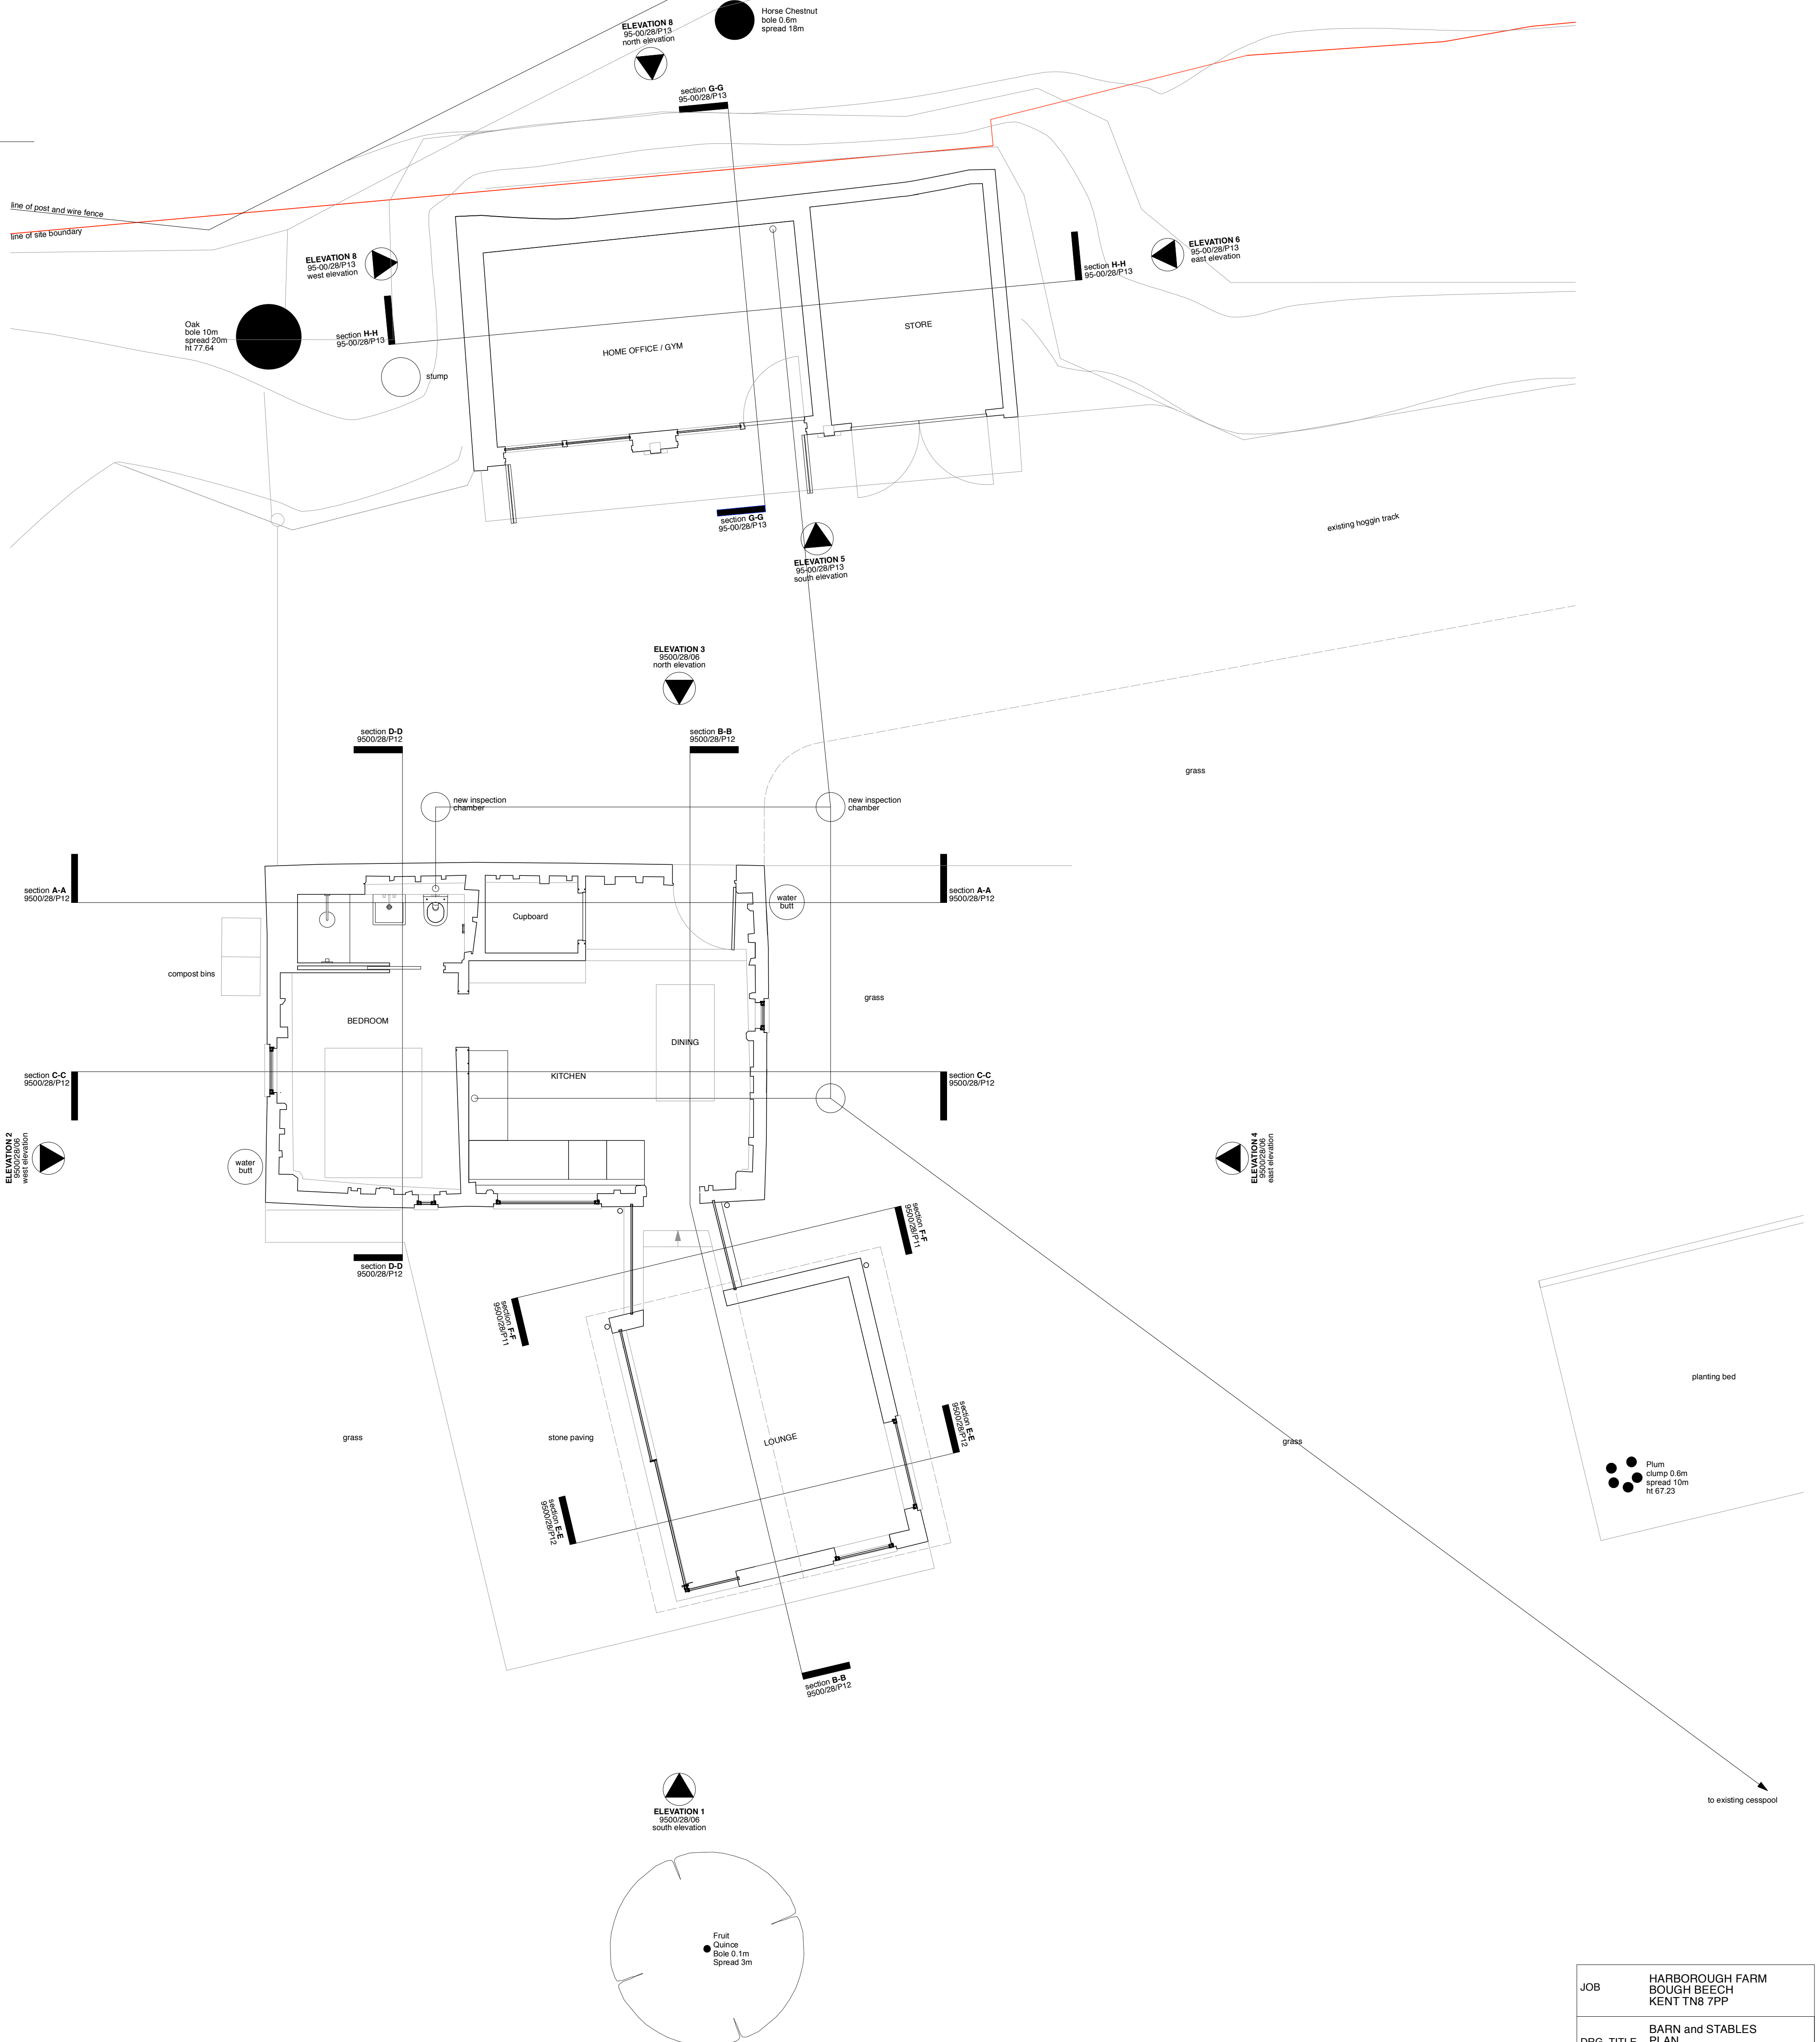 Horse Chestnut
bole 0.6m
spread 18m
ELEVATION 8
95-00/28/P13
north elevation
section G-G
95-00/28/P13
line of post and wire fence
line of site boundary
ELEVATION 8
95-00/28/P13
west elevation
ELEVATION 6
95-00/28/P13
east elevation
section H-H
95-00/28/P13
Oak
bole 10m
spread 20m
ht 77.64
section H-H
95-00/28/P13
STORE
HOME OFFICE / GYM
stump
section G-G
95-00/28/P13
existing hoggin track
ELEVATION 5
95-00/28/P13
south elevation
ELEVATION 3
9500/28/06
north elevation
section D-D
9500/28/P12
section B-B
9500/28/P12
grass
new inspection
chamber
new inspection
chamber
section A-A
9500/28/P12
section A-A
9500/28/P12
water
butt
Cupboard
compost bins
grass
BEDROOM
DINING
KITCHEN
section C-C
9500/28/P12
section C-C
9500/28/P12
ELEVATION 2
9500/28/06
west elevation
water
butt
ELEVATION 4
9500/28/06
east elevation
section F-F
9500/28/P11
section D-D
9500/28/P12
section F-F
9500/28/P11
planting bed
section E-E
9500/28/P12
grass
stone paving
LOUNGE
grass
Plum
clump 0.6m
spread 10m
ht 67.23
section E-E
9500/28/P12
section B-B
9500/28/P12
to existing cesspool
ELEVATION 1
9500/28/06
south elevation
Fruit
Quince
Bole 0.1m
Spread 3m
JOB
HARBOROUGH FARM
BOUGH BEECH
KENT TN8 7PP
DRG. TITLE
BARN and STABLES
PLAN